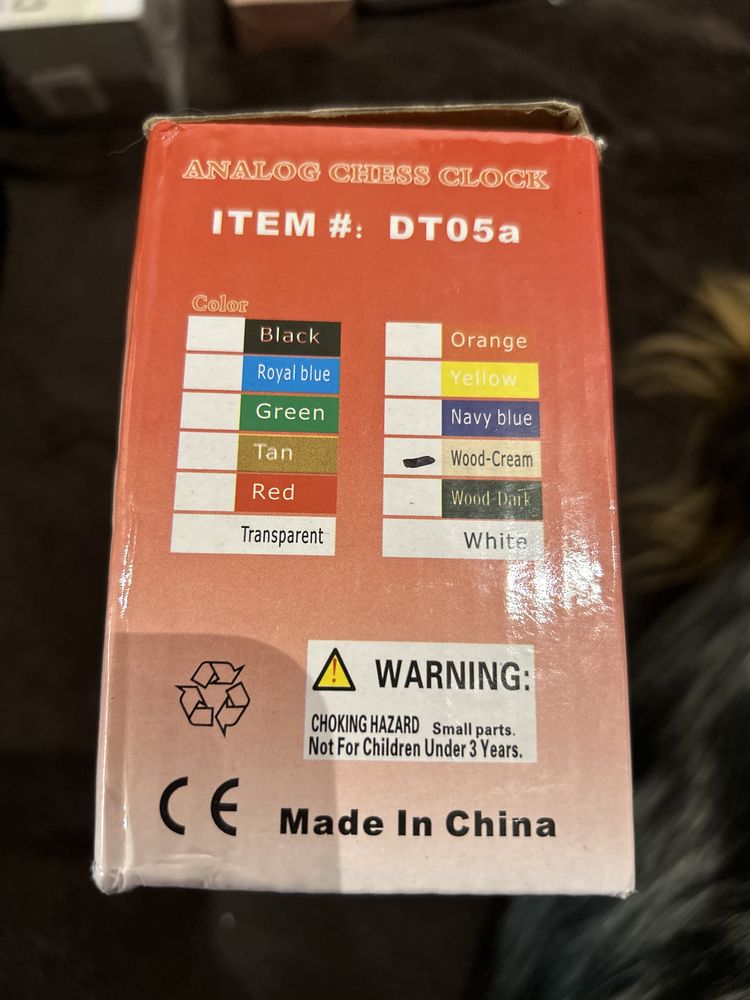 ANALOG CHESS CLOCK
ITEM #: DT05a
Color
Black
Royal blue
Green
Tan
Red
Transparent
Orange
Yellow
Navy blue
Wood-Cream
Wood-Dark
White
WARNING:
CHOKING HAZARD Small parts.
Not For Children Under 3 Years.
CE Made In China